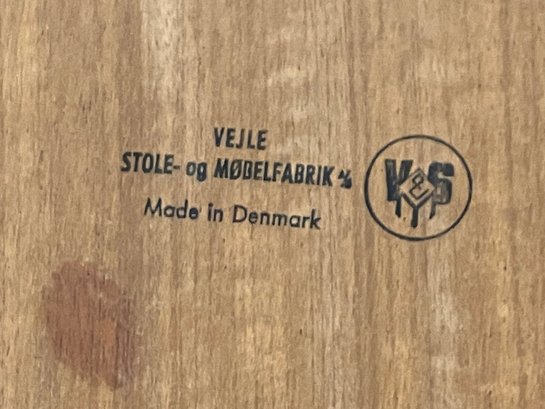 VEJLE
STOLE- og MØBELFABRIK A/S
Made in Denmark
V&S